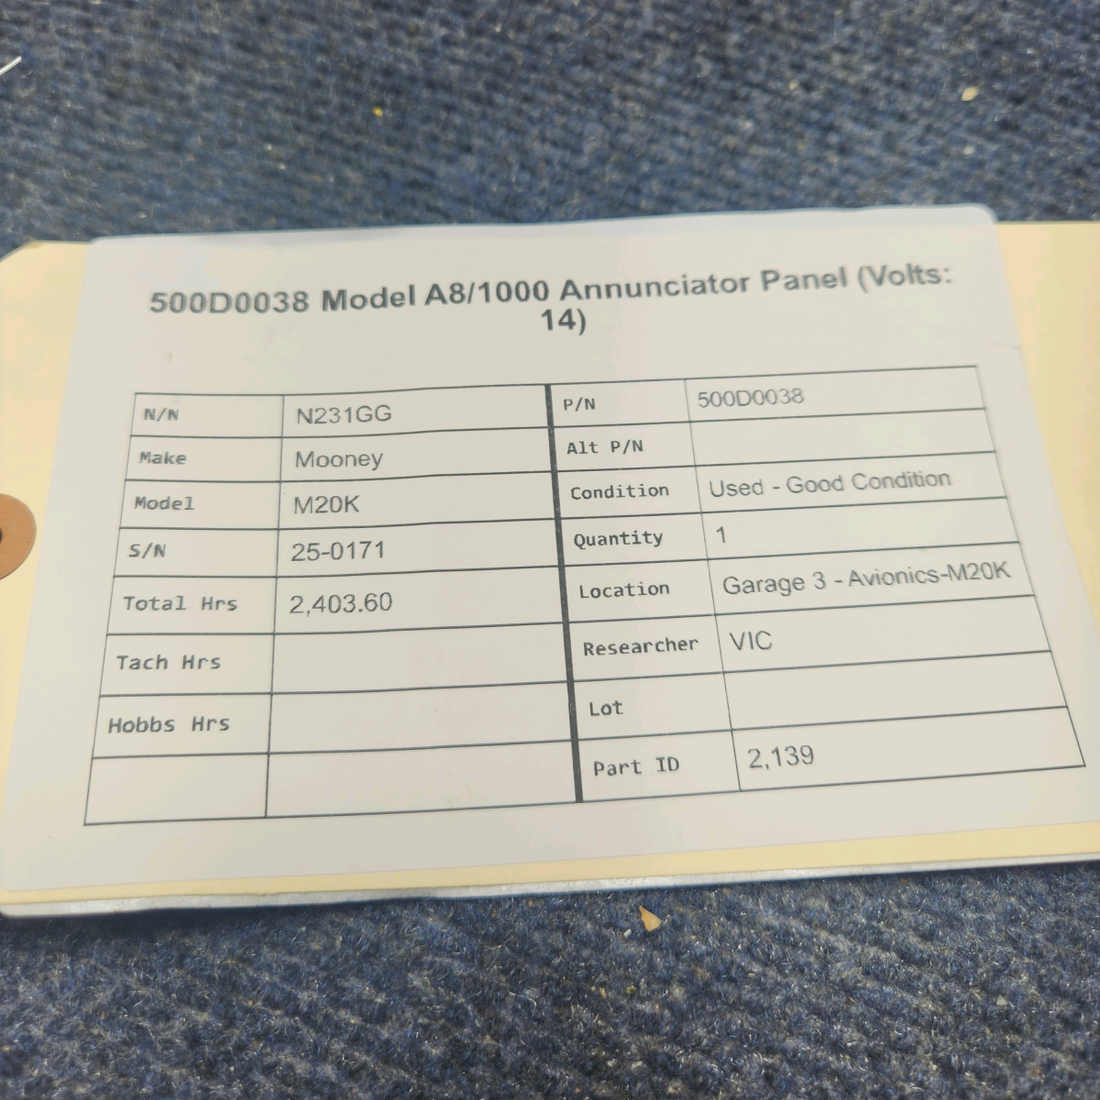 500D0038 Model A8/1000 Annunciator Panel (Volts:
14)
N/N N231GG P/N 500D0038
Make Mooney Alt P/N
Model M20K Condition Used - Good Condition
S/N 25-0171 Quantity 1
Total Hrs 2,403.60 Location Garage 3 - Avionics-M20K
Tach Hrs Researcher VIC
Hobbs Hrs Lot
Part ID 2,139